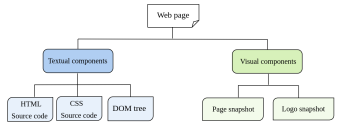 Web page
Textual components
Visual components
HTML
Source code
CSS
Source code
DOM tree
Page snapshot
Logo snapshot